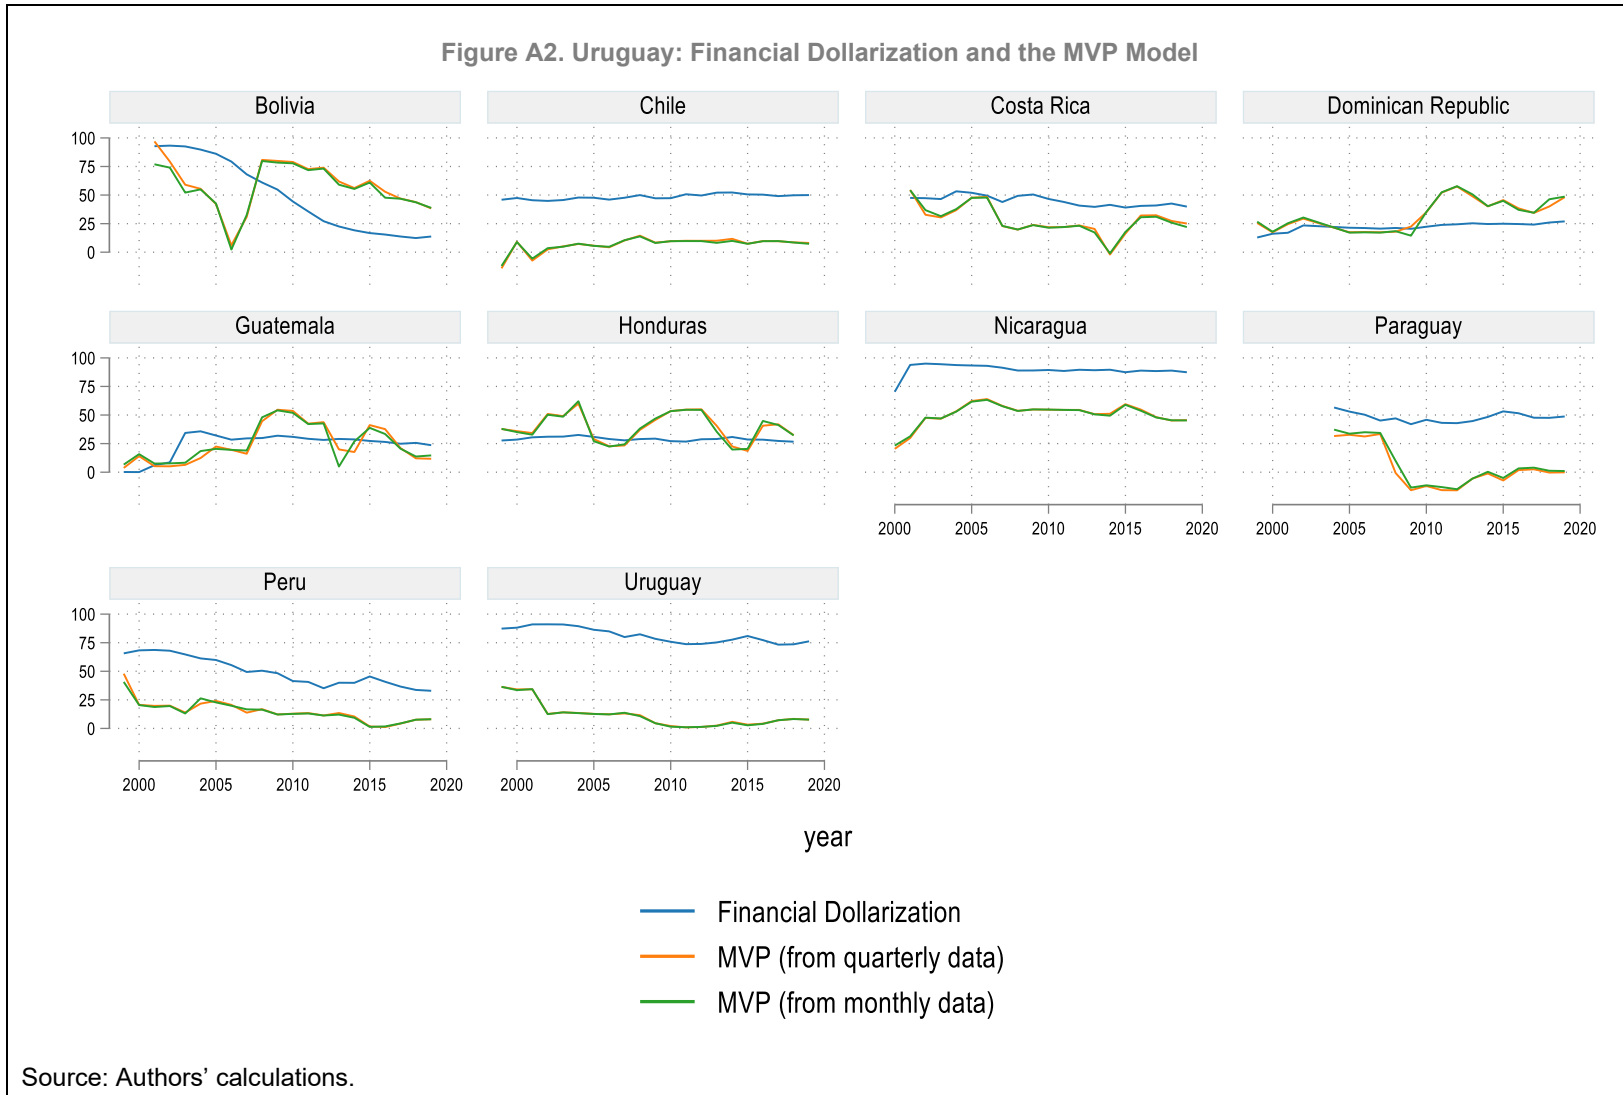 Figure A2. Uruguay: Financial Dollarization and the MVP Model
Bolivia
Chile
Costa Rica
Dominican Republic
100
75
50
25
0
Guatemala
Honduras
Nicaragua
Paraguay
100
75
50
25
0
2000 2005 2010 2015 2020
2000 2005 2010 2015 2020
Peru
Uruguay
100
75
50
25
0
2000 2005 2010 2015 2020
2000 2005 2010 2015 2020
year
Financial Dollarization
MVP (from quarterly data)
MVP (from monthly data)
Source: Authors’ calculations.